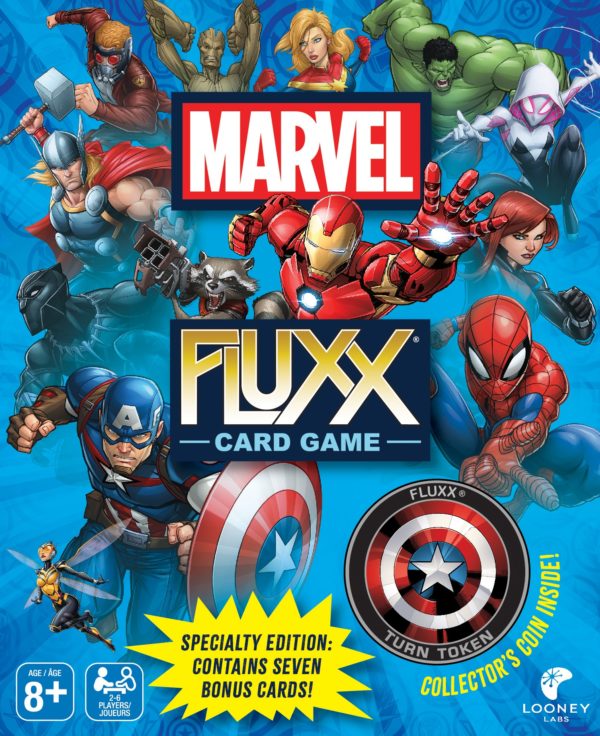 MARVEL
FLUXX®
CARD GAME
FLUXX®
TURN TOKEN
COLLECTOR'S COIN INSIDE!
SPECIALTY EDITION:
CONTAINS SEVEN
BONUS CARDS!
AGE / ÂGE
8+
2-6
PLAYERS/
JOUEURS
LOONEY
LABS
A